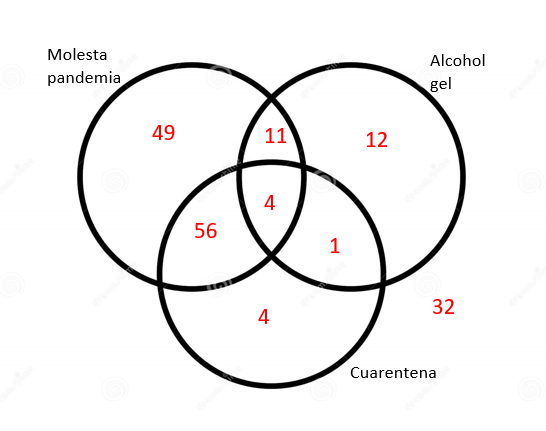 Molesta
pandemia
Alcohol
gel
49
11
12
4
56
1
4
32
Cuarentena